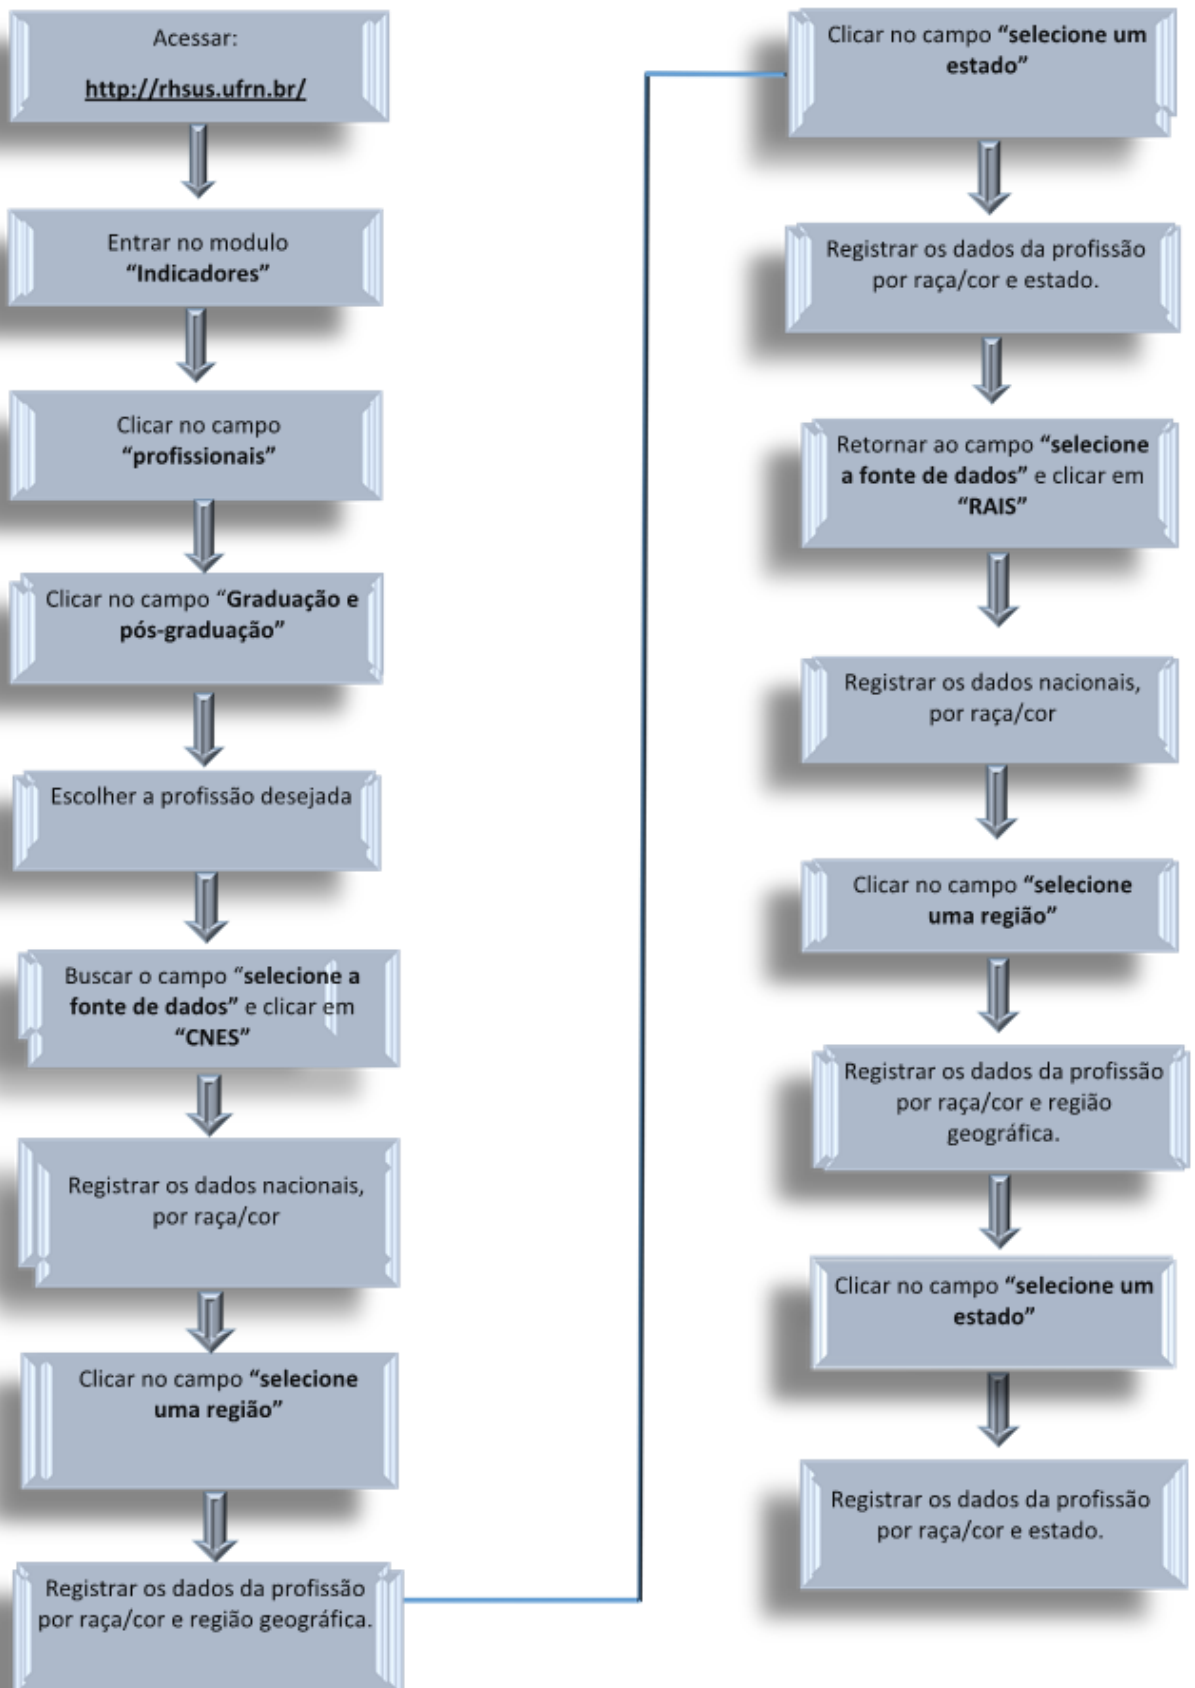 Acessar:
http://rhsus.ufrn.br/
Entrar no modulo
“Indicadores”
Clicar no campo
“profissionais”
Clicar no campo “Graduação e
pós-graduação”
Escolher a profissão desejada
Buscar o campo “selecione a
fonte de dados” e clicar em
“CNES”
Registrar os dados nacionais,
por raça/cor
Clicar no campo “selecione
uma região”
Registrar os dados da profissão
por raça/cor e região geográfica.
Clicar no campo “selecione um
estado”
Registrar os dados da profissão
por raça/cor e estado.
Retornar ao campo “selecione
a fonte de dados” e clicar em
“RAIS”
Registrar os dados nacionais,
por raça/cor
Clicar no campo “selecione
uma região”
Registrar os dados da profissão
por raça/cor e região
geográfica.
Clicar no campo “selecione um
estado”
Registrar os dados da profissão
por raça/cor e estado.